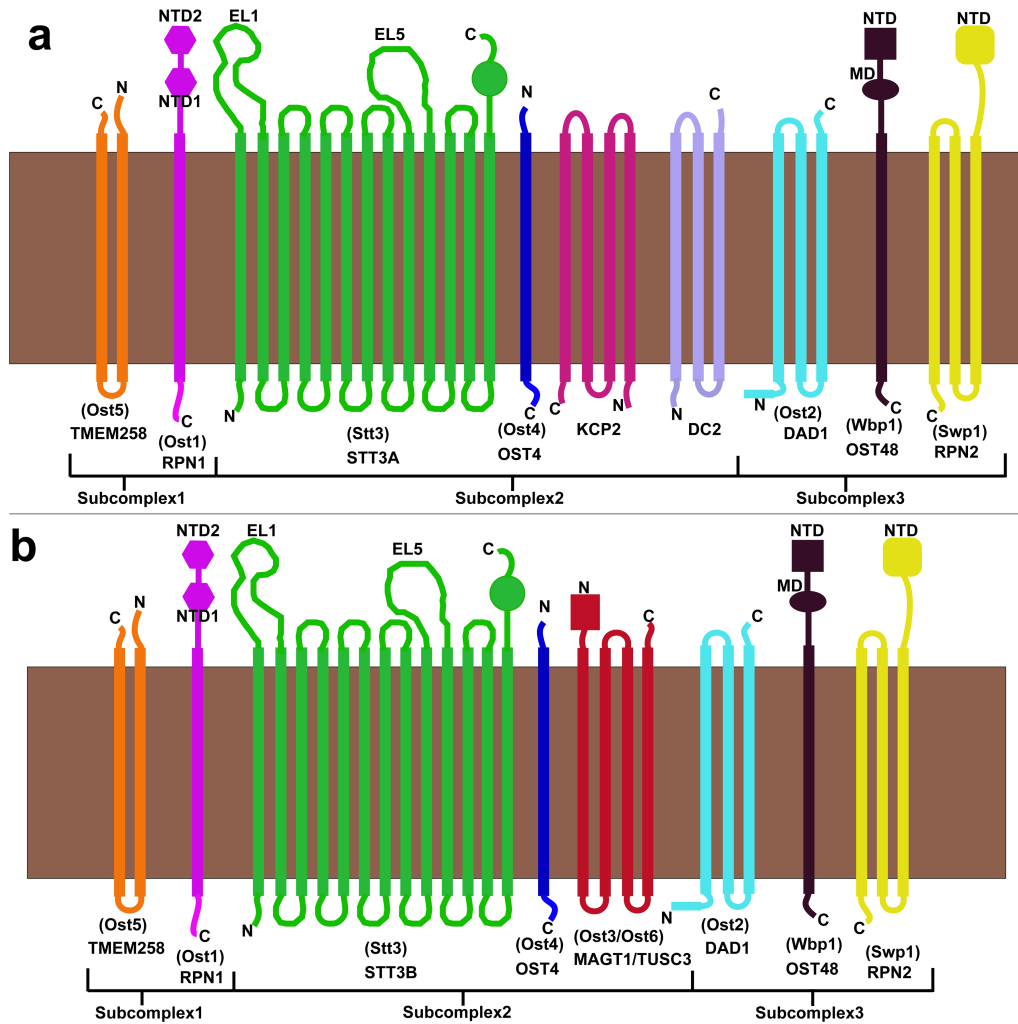 a
NTD2
EL1
EL5
C
NTD
NTD
C
N
NTD1
N
C
C
MD
N
C
N
C
C
N
N
N
C
C
(Ost5)
TMEM258
(Ost1)
RPN1
(Stt3)
STT3A
(Ost4)
OST4
KCP2
DC2
(Ost2)
DAD1
(Wbp1)
OST48
(Swp1)
RPN2
Subcomplex1
Subcomplex2
Subcomplex3
b
NTD2
EL1
EL5
C
NTD
NTD
C
N
NTD1
N
N
C
C
MD
C
N
C
N
C
C
(Ost5)
TMEM258
(Ost1)
RPN1
(Stt3)
STT3B
(Ost4)
OST4
(Ost3/Ost6)
MAGT1/TUSC3
(Ost2)
DAD1
(Wbp1)
OST48
(Swp1)
RPN2
Subcomplex1
Subcomplex2
Subcomplex3